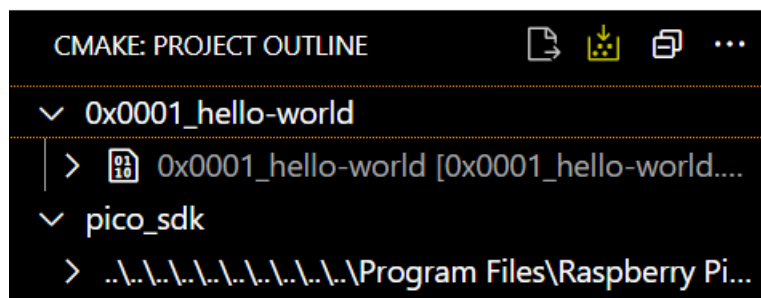 CMAKE: PROJECT OUTLINE
0x0001_hello-world
0x0001_hello-world [0x0001_hello-world....
pico_sdk
..\..\..\..\..\..\..\..\..\..\Program Files\Raspberry Pi...